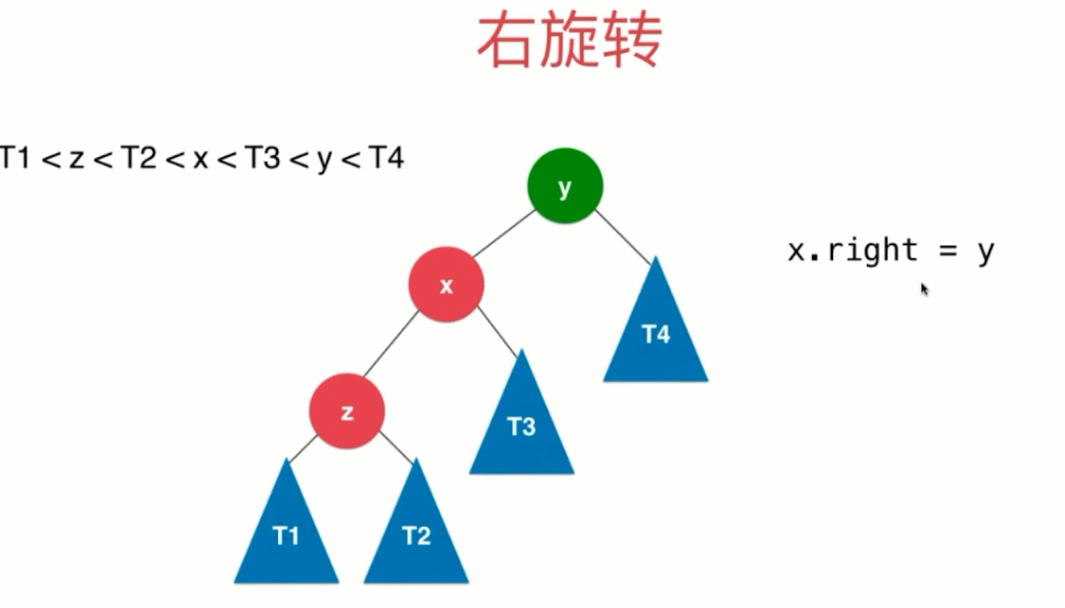 右旋转
T1 < z < T2 < x < T3 < y < T4
y
x.right = y
x
T4
z
T3
T1
T2